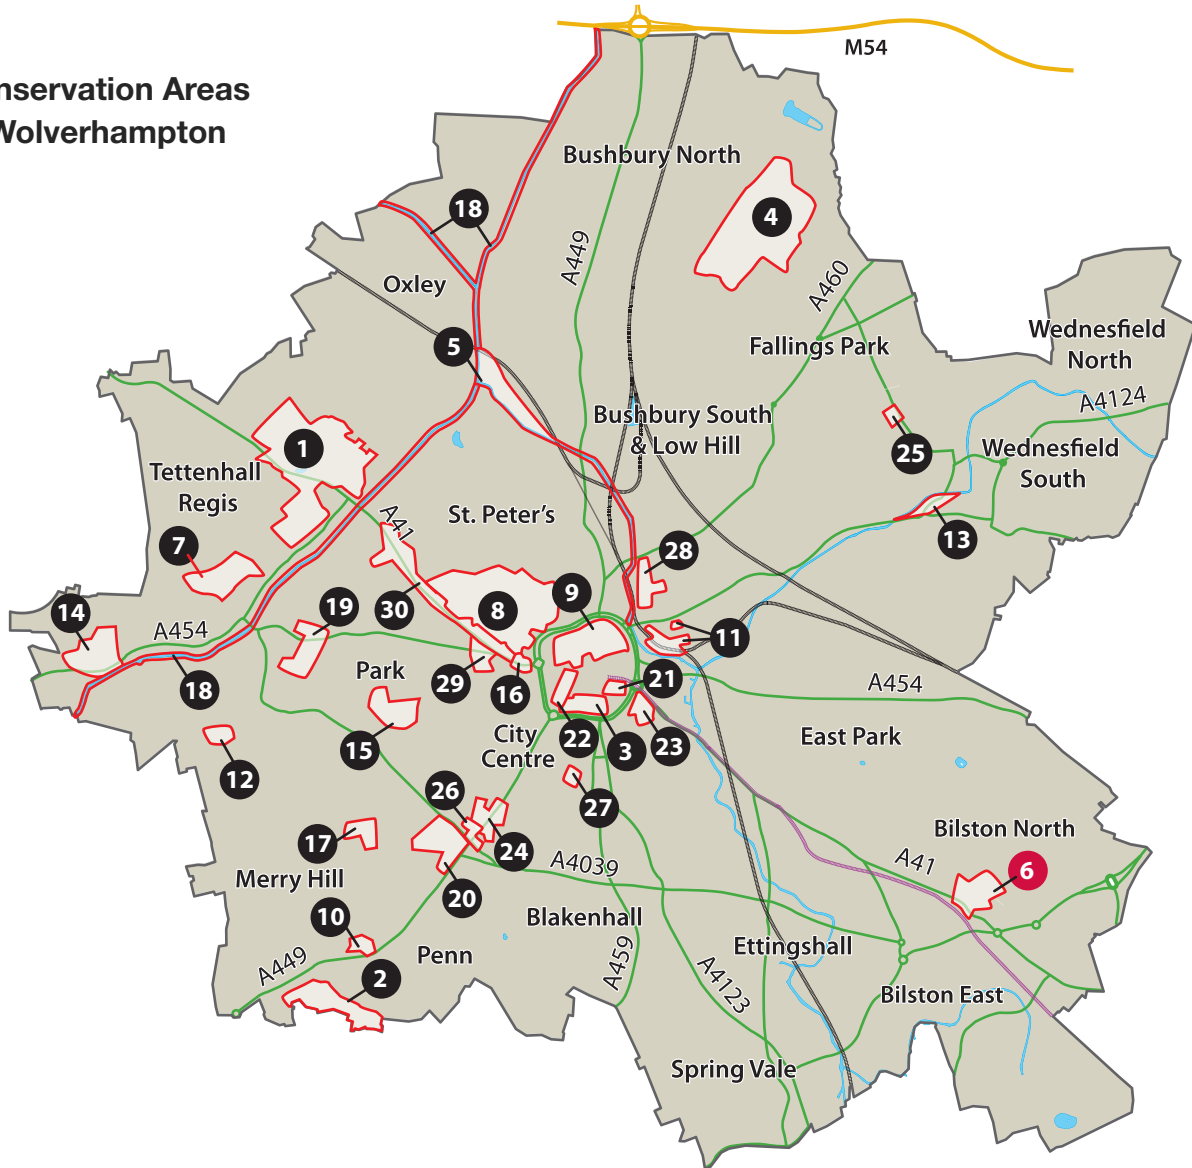 nservation Areas
Wolverhampton
M54
Bushbury North
18
4
A449
Oxley
A460
5
Fallings Park
Wednesfield
North
A4124
Bushbury South
& Low Hill
1
25
Wednesfield
South
Tettenhall
Regis
A41
St. Peter's
13
7
28
30
8
9
14
19
A454
11
Park
29
16
21
18
A454
22
3
23
15
City
Centre
East Park
12
26
27
Bilston North
17
24
A4039
A41
6
Merry Hill
20
10
Blakenhall
Ettingshall
Penn
A449
2
A459
A4123
Bilston East
Spring Vale